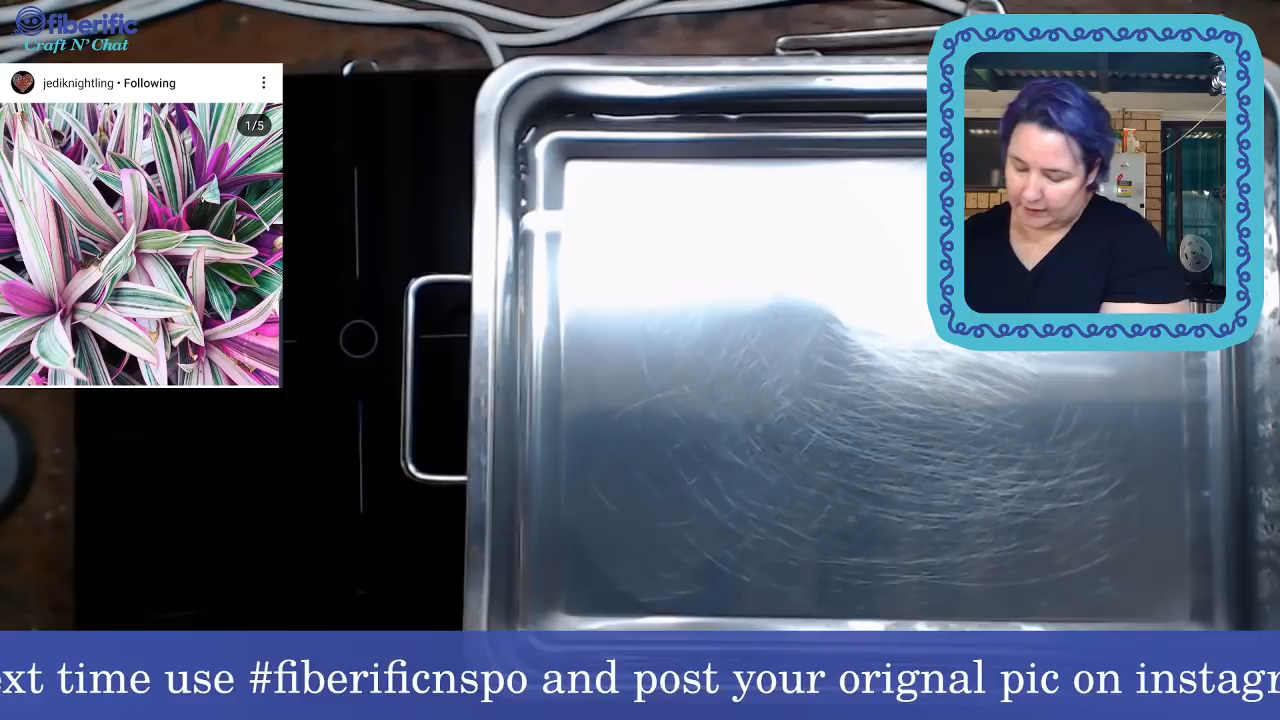 fiberific
Craft N' Chat
jediknightling • Following
1/5
ext time use #fiberificnspo and post your orignal pic on instagr